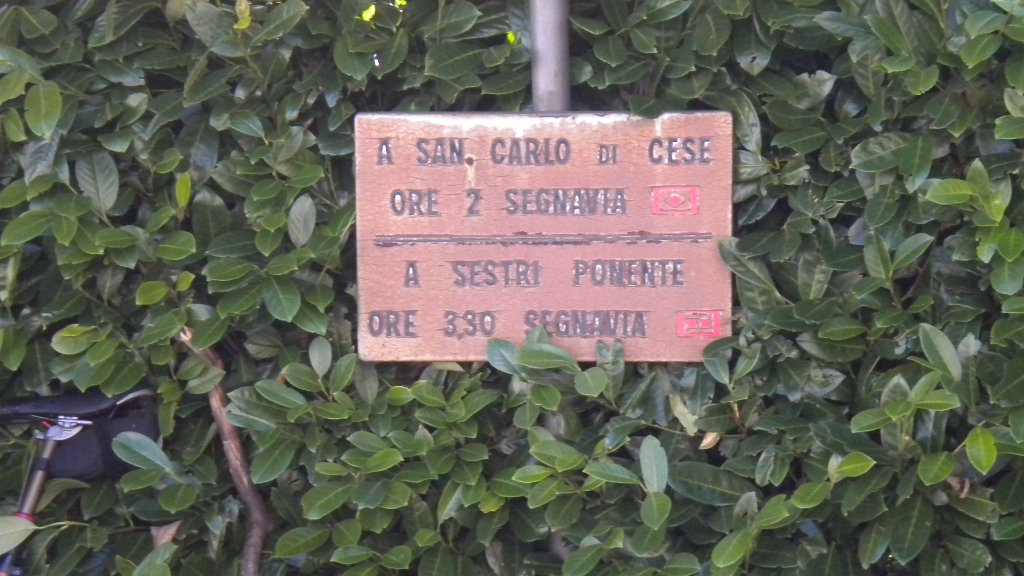 A SAN. CARLO DI CESE
ORE 2 SEGNAVIA
A SESTRI PONENTE
ORE 3,30 SEGNAVIA